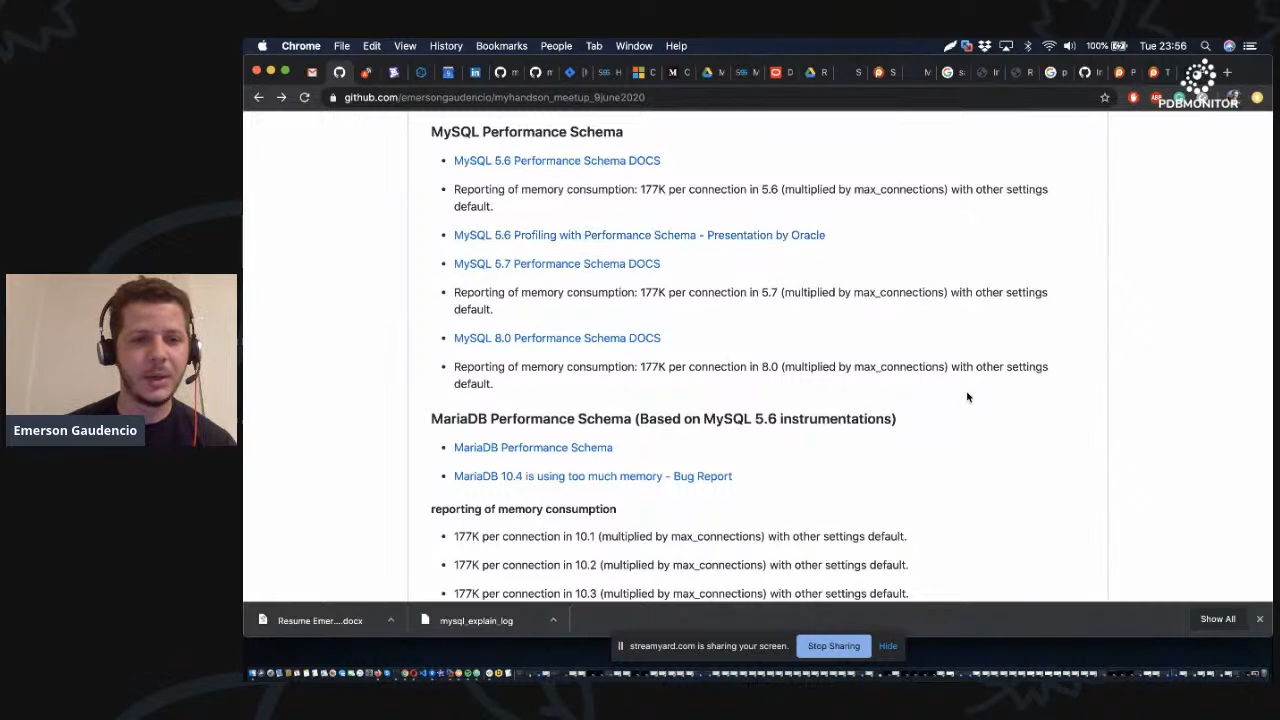 Chrome File Edit View History Bookmarks People Tab Window Help
100% Tue 23:56
PDBMONITOR
github.com/emersongaudencio/myhandson_meetup_9june2020
MySQL Performance Schema
• MySQL 5.6 Performance Schema DOCS
• Reporting of memory consumption: 177K per connection in 5.6 (multiplied by max_connections) with other settings
default.
• MySQL 5.6 Profiling with Performance Schema - Presentation by Oracle
• MySQL 5.7 Performance Schema DOCS
• Reporting of memory consumption: 177K per connection in 5.7 (multiplied by max_connections) with other settings
default.
• MySQL 8.0 Performance Schema DOCS
• Reporting of memory consumption: 177K per connection in 8.0 (multiplied by max_connections) with other settings
default.
MariaDB Performance Schema (Based on MySQL 5.6 instrumentations)
• MariaDB Performance Schema
• MariaDB 10.4 is using too much memory - Bug Report
reporting of memory consumption
• 177K per connection in 10.1 (multiplied by max_connections) with other settings default.
• 177K per connection in 10.2 (multiplied by max_connections) with other settings default.
• 177K per connection in 10.3 (multiplied by max_connections) with other settings default.
Emerson Gaudencio
Resume Emer....docx
mysql_explain_log
Show All
streamyard.com is sharing your screen.
Stop Sharing
Hide